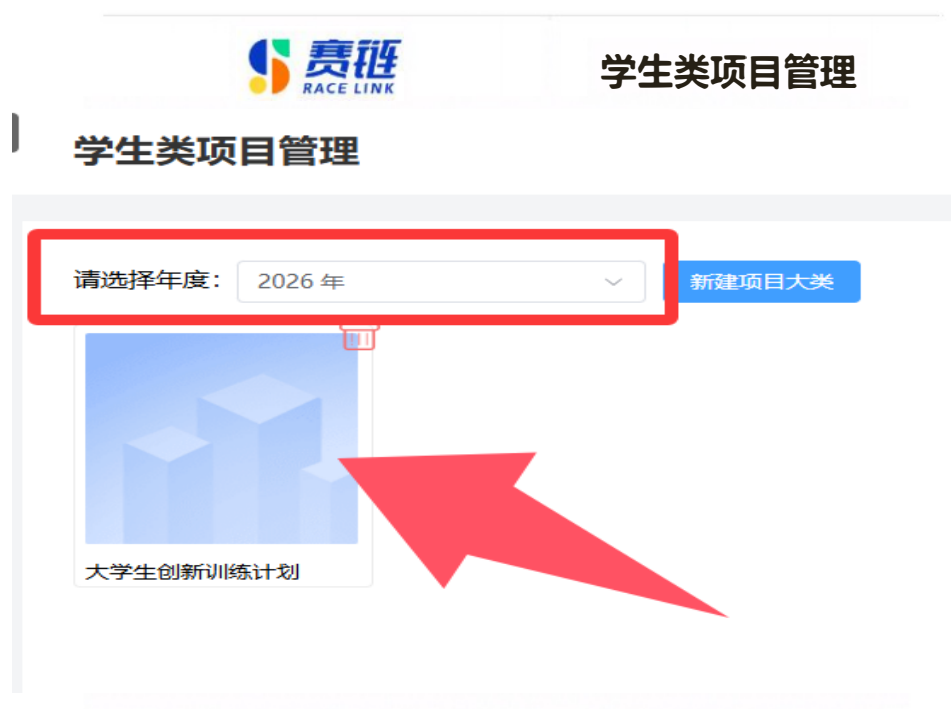 赛链
RACE LINK
学生类项目管理
学生类项目管理
请选择年度：
2026 年
新建项目大类
大学生创新训练计划